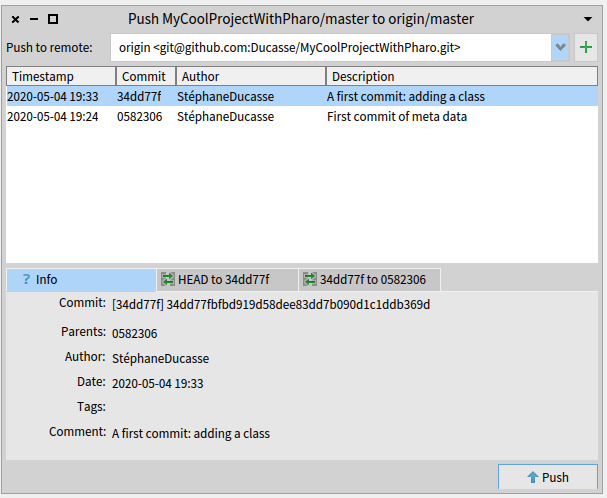 Push MyCoolProjectWithPharo/master to origin/master
Push to remote: origin <git@github.com:Ducasse/MyCoolProjectWithPharo.git>
Timestamp Commit Author Description
2020-05-04 19:33 34dd77f StéphaneDucasse A first commit: adding a class
2020-05-04 19:24 0582306 StéphaneDucasse First commit of meta data
? Info HEAD to 34dd77f 34dd77f to 0582306
Commit: [34dd77f] 34dd77fbfbd919d58dee83dd7b090d1c1ddb369d
Parents: 0582306
Author: StéphaneDucasse
Date: 2020-05-04 19:33
Tags:
Comment: A first commit: adding a class
Push